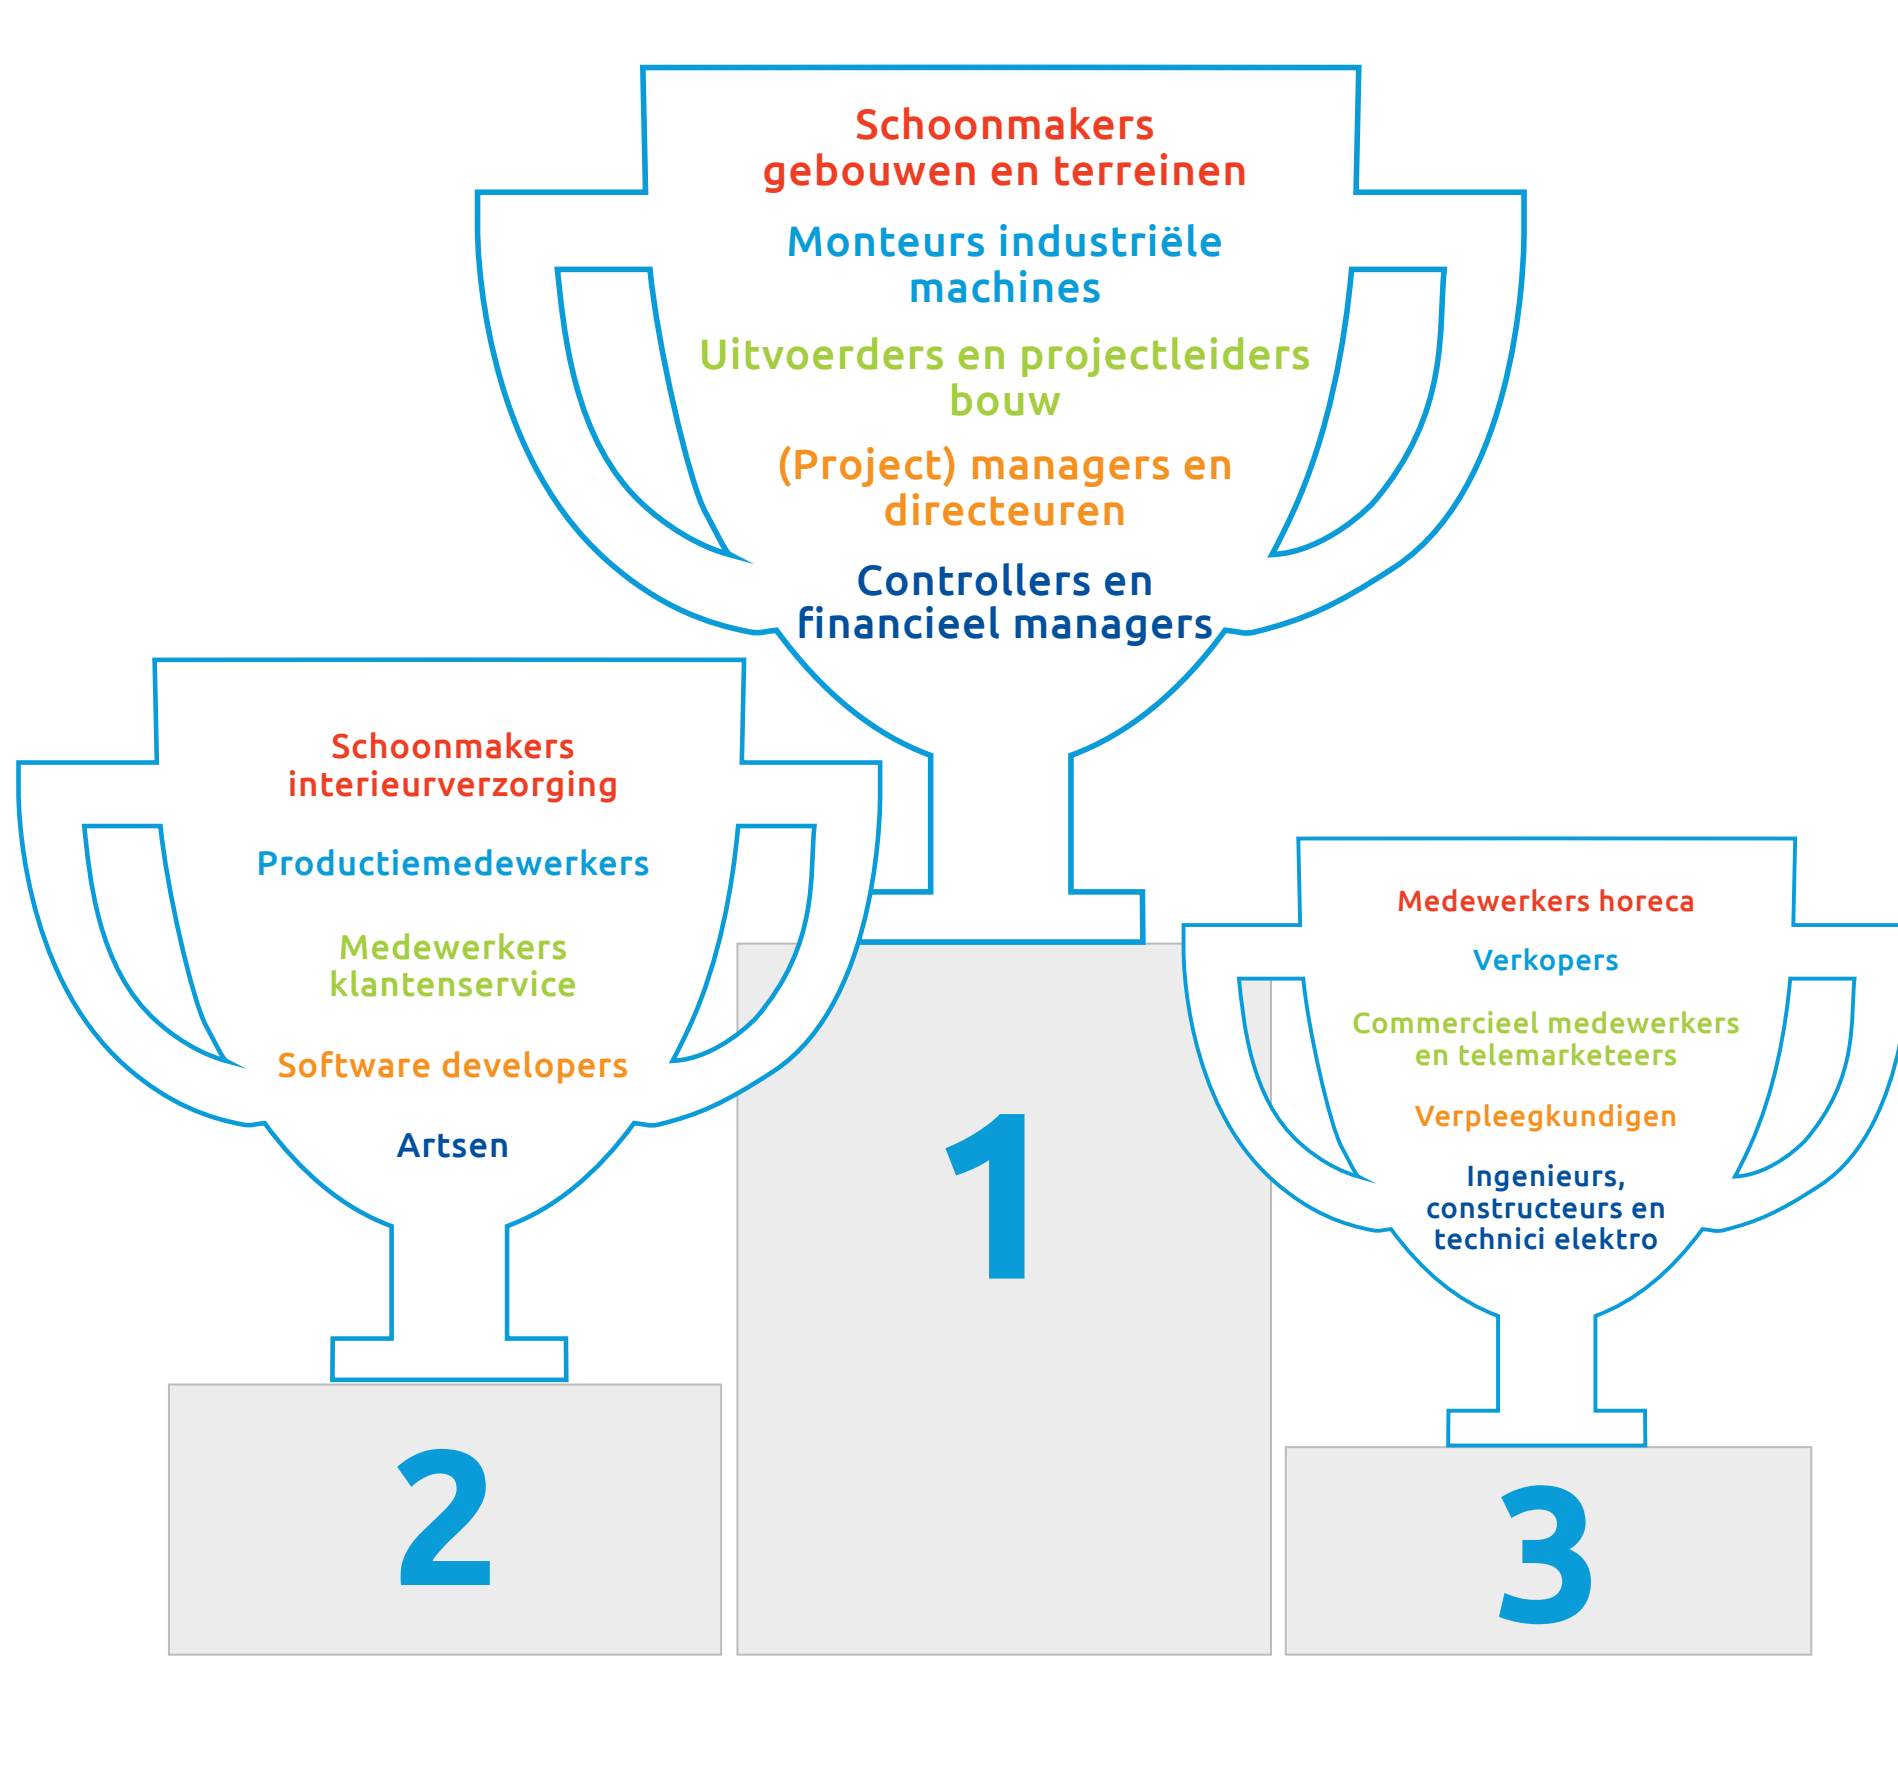 Schoonmakers
gebouwen en terreinen
Monteurs industriële
machines
Uitvoerders en projectleiders
bouw
(Project) managers en
directeuren
Controllers en
financieel managers
1
Schoonmakers
interieurverzorging
Productiemedewerkers
Medewerkers
klantenservice
Software developers
Artsen
2
Medewerkers horeca
Verkopers
Commercieel medewerkers
en telemarketeers
Verpleegkundigen
Ingenieurs,
constructeurs en
technici elektro
3